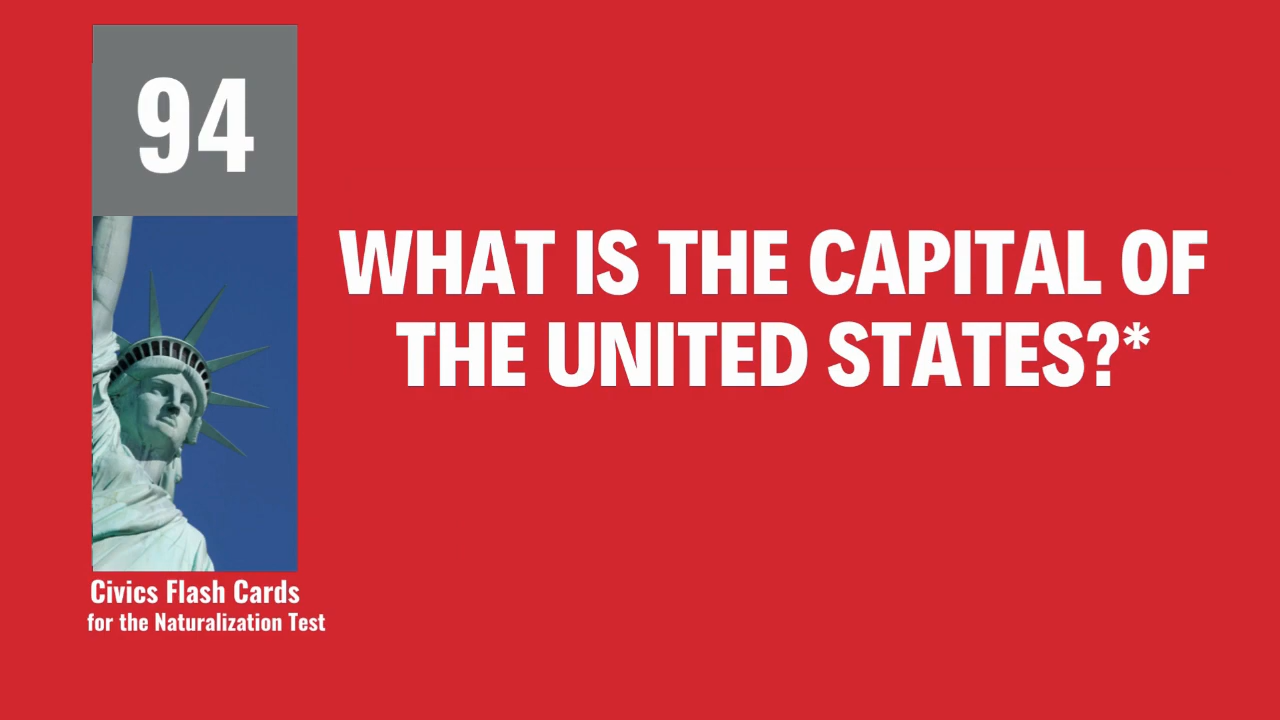 94
WHAT IS THE CAPITAL OF
THE UNITED STATES?*
Civics Flash Cards
for the Naturalization Test